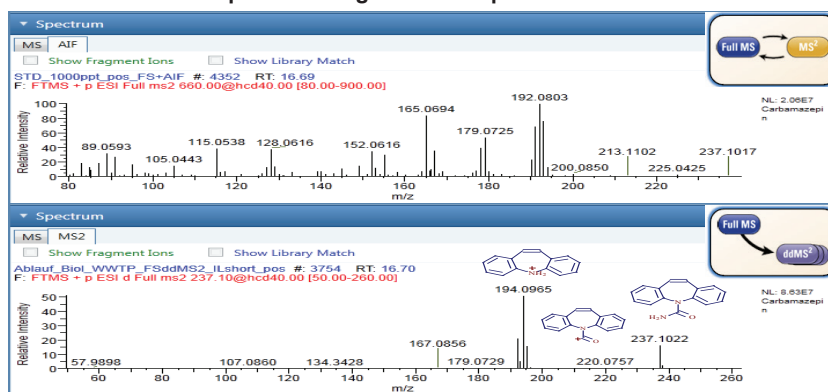 Spectrum
MS AIF
Show Fragment Ions Show Library Match
STD_1000ppt_pos_FS+AIF #: 4352 RT: 16.69
F: FTMS + p ESI Full ms2 660.00@hcd40.00 [80.00-900.00]
Full MS MS²
NL: 2.06E7
Carbamazepi
n
Relative Intensity
100
80
60
40
20
0
89.0593
105.0443
115.0538
128.0616
152.0616
165.0694
179.0725
192.0803
200.0850
213.1102
225.0425
237.1017
80 100 120 140 160 180 200 220
m/z
Spectrum
MS MS2
Show Fragment Ions Show Library Match
Ablauf_Biol_WWTP_FSddMS2_ILshort_pos #: 3754 RT: 16.70
F: FTMS + p ESI d Full ms2 237.10@hcd40.00 [50.00-260.00]
Full MS
ddMS²
NL: 8.63E7
Carbamazepi
n
Relative Intensity
50
40
30
20
10
0
57.9898
107.0860
134.3428
167.0856
179.0729
194.0965
220.0757
237.1022
NH₂
+
O
+
N
H₂N
O
N
60 80 100 120 140 160 180 200 220 240 260
m/z